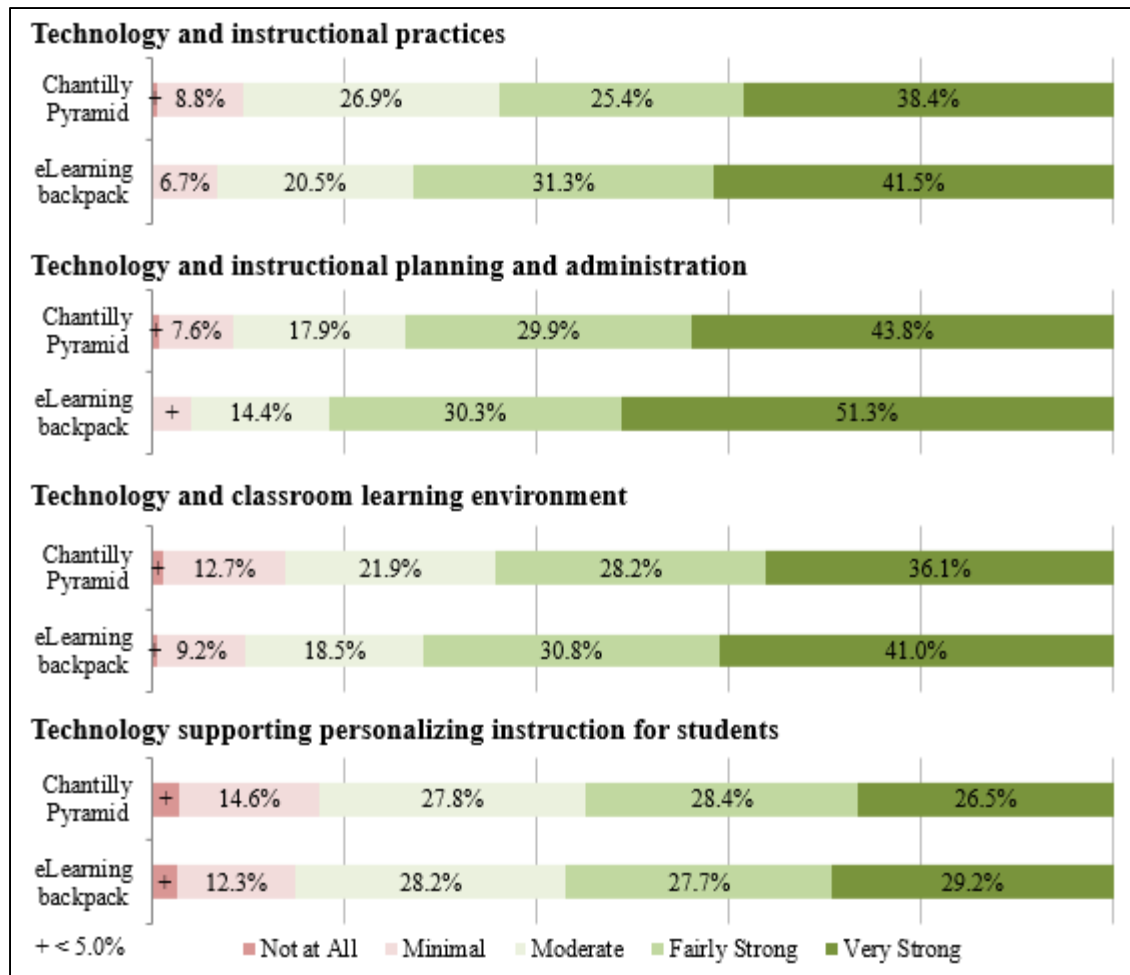 Technology and instructional practices
Chantilly
Pyramid
+ 8.8% 26.9% 25.4% 38.4%
eLearning
backpack
6.7% 20.5% 31.3% 41.5%
Technology and instructional planning and administration
Chantilly
Pyramid
+ 7.6% 17.9% 29.9% 43.8%
eLearning
backpack
+ 14.4% 30.3% 51.3%
Technology and classroom learning environment
Chantilly
Pyramid
+ 12.7% 21.9% 28.2% 36.1%
eLearning
backpack
+ 9.2% 18.5% 30.8% 41.0%
Technology supporting personalizing instruction for students
Chantilly
Pyramid
+ 14.6% 27.8% 28.4% 26.5%
eLearning
backpack
+ 12.3% 28.2% 27.7% 29.2%
+ < 5.0% Not at All Minimal Moderate Fairly Strong Very Strong